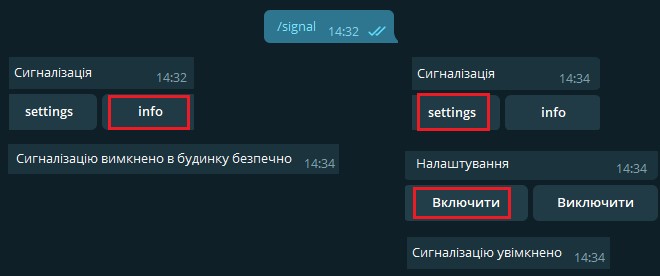 /signal 14:32
Сигналізація 14:32
settings info
Сигналізацію вимкнено в будинку безпечно 14:34
Сигналізація 14:34
settings info
Налаштування 14:34
Включити Виключити
Сигналізацію увімкнено 14:34